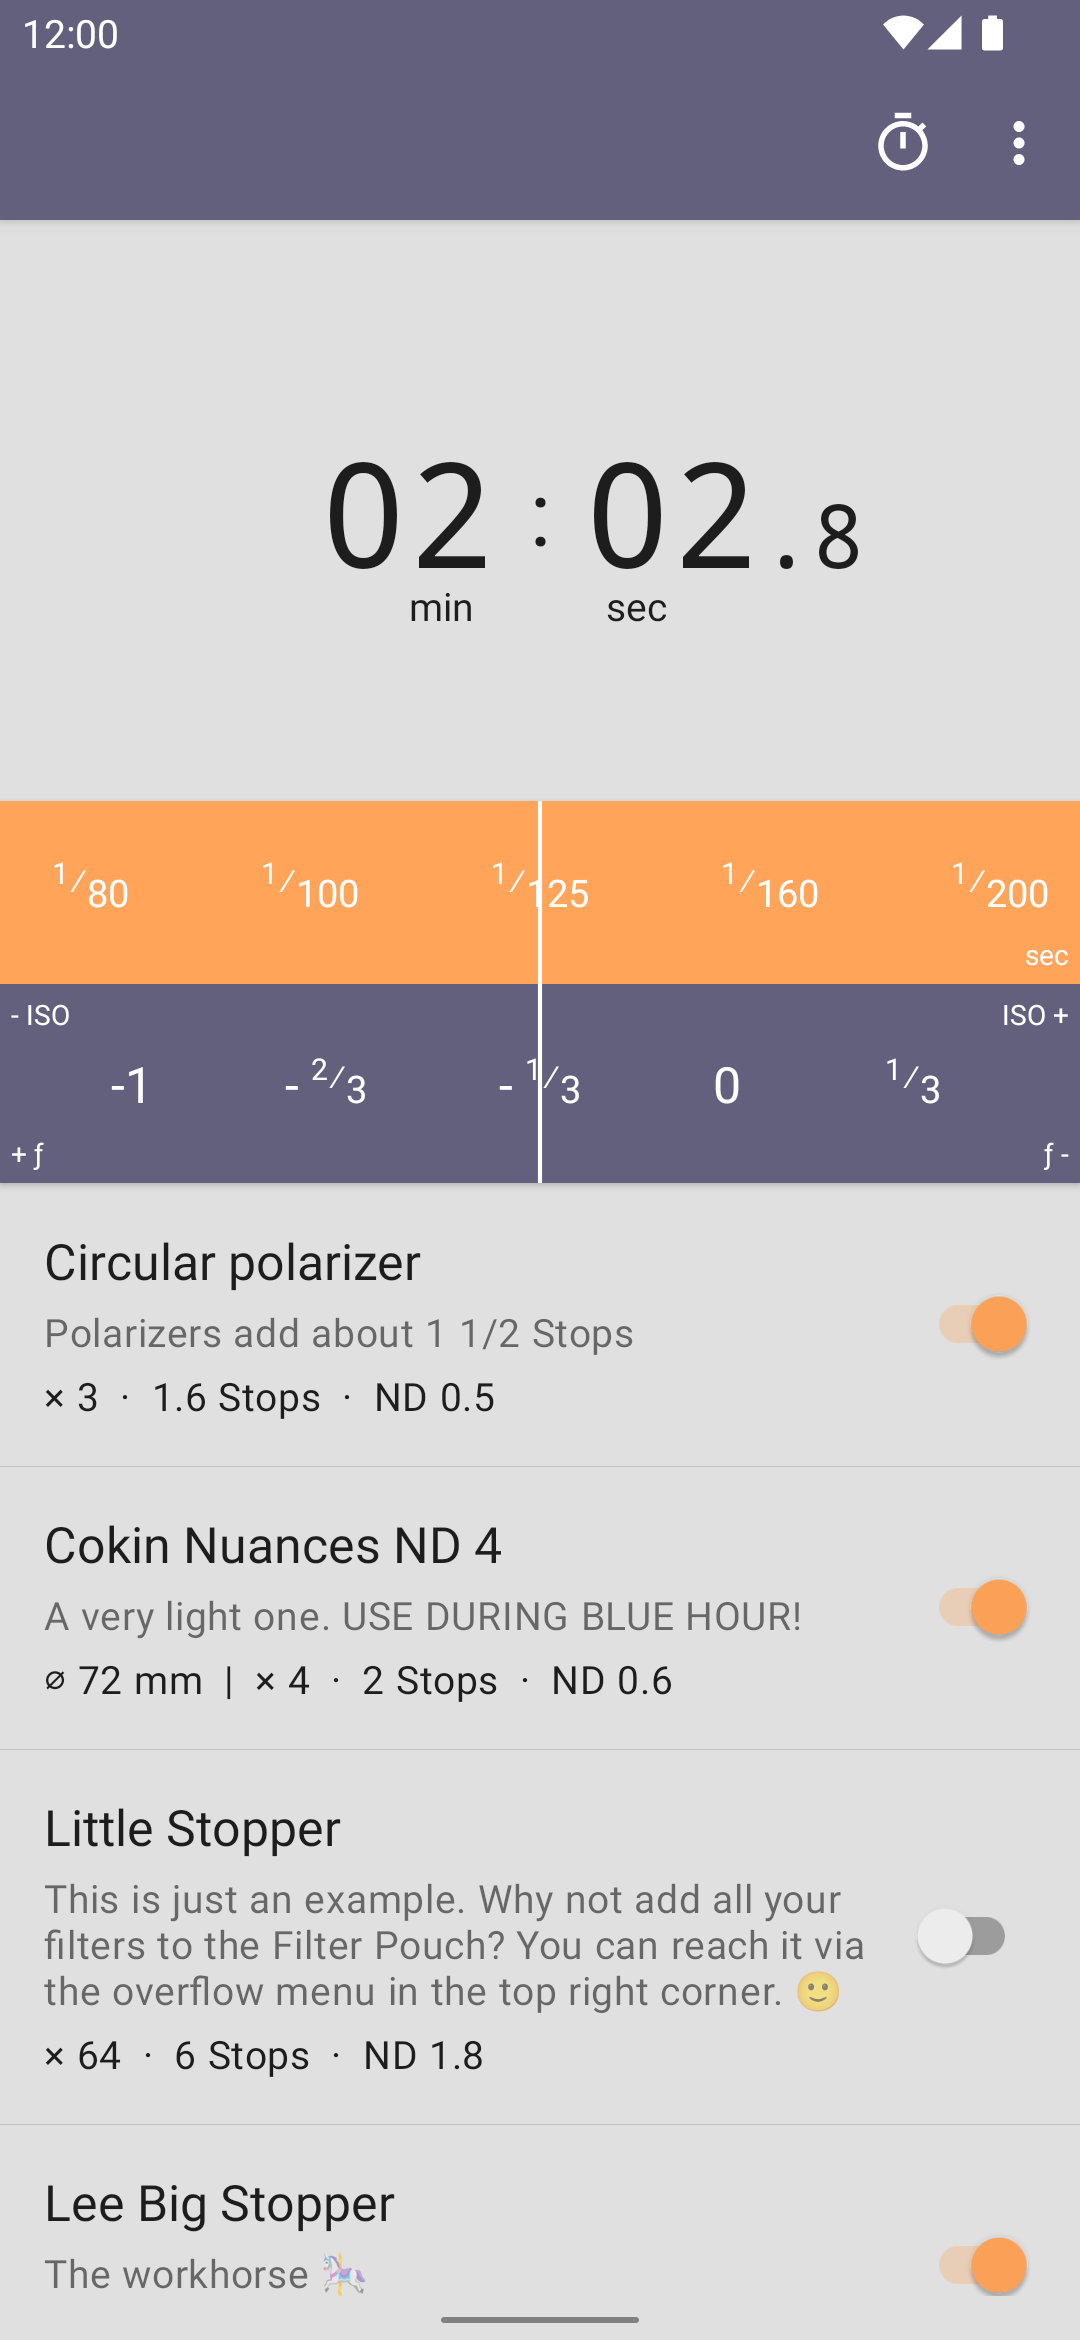 12:00
02 : 02.8
min sec
1/80 1/100 1/125 1/160 1/200
sec
- ISO ISO +
-1 - 2/3 - 1/3 0 1/3
+ ƒ ƒ -
Circular polarizer
Polarizers add about 1 1/2 Stops
× 3 · 1.6 Stops · ND 0.5
Cokin Nuances ND 4
A very light one. USE DURING BLUE HOUR!
⌀ 72 mm | × 4 · 2 Stops · ND 0.6
Little Stopper
This is just an example. Why not add all your
filters to the Filter Pouch? You can reach it via
the overflow menu in the top right corner. 🙂
× 64 · 6 Stops · ND 1.8
Lee Big Stopper
The workhorse 🎠